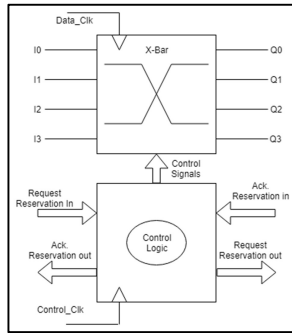 Data_Clk
X-Bar
I0
Q0
I1
Q1
I2
Q2
I3
Q3
Control
Signals
Request
Reservation In
Ack.
Reservation in
Control
Logic
Ack.
Reservation out
Request
Reservation out
Control_Clk